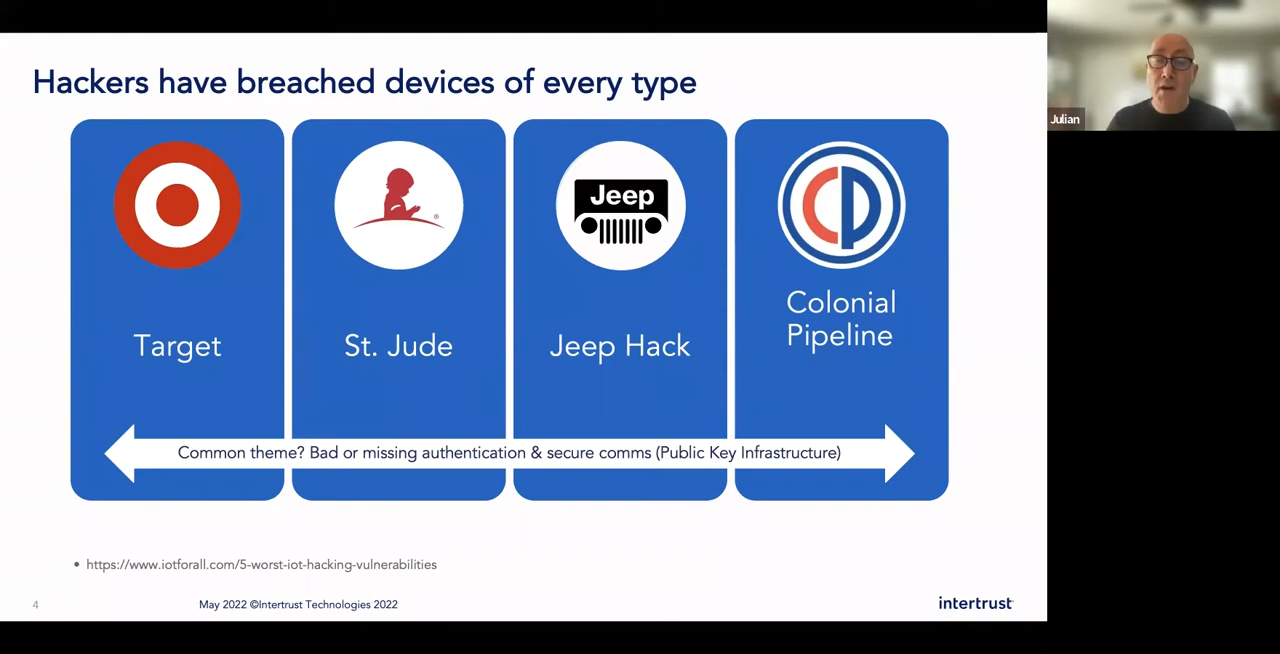 Hackers have breached devices of every type
Julian
Jeep
Target
St. Jude
®
Jeep Hack
Colonial
Pipeline
Common theme? Bad or missing authentication & secure comms (Public Key Infrastructure)
• https://www.iotforall.com/5-worst-iot-hacking-vulnerabilities
4
May 2022 ©Intertrust Technologies 2022
intertrust